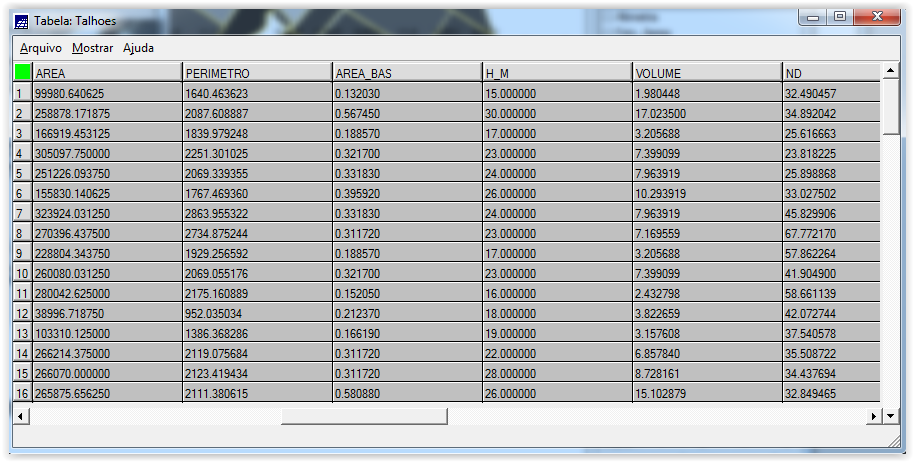 Tabela: Talhoes
Arquivo Mostrar Ajuda
AREA PERIMETRO AREA_BAS H_M VOLUME ND
1 99980.640625 1640.463623 0.132030 15.000000 1.980448 32.490457
2 258878.171875 2087.608887 0.567450 30.000000 17.023500 34.892042
3 166919.453125 1839.979248 0.188570 17.000000 3.205688 25.616663
4 305097.750000 2251.301025 0.321700 23.000000 7.399099 23.818225
5 251226.093750 2069.339355 0.331830 24.000000 7.963919 25.898868
6 155830.140625 1767.469360 0.395920 26.000000 10.293919 33.027502
7 323924.031250 2863.955322 0.331830 24.000000 7.963919 45.829906
8 270396.437500 2734.875244 0.311720 23.000000 7.169559 67.772170
9 228804.343750 1929.256592 0.188570 17.000000 3.205688 57.862264
10 260080.031250 2069.055176 0.321700 23.000000 7.399099 41.904900
11 280042.625000 2175.160889 0.152050 16.000000 2.432798 58.661139
12 38996.718750 952.035034 0.212370 18.000000 3.822659 42.072744
13 103310.125000 1386.368286 0.166190 19.000000 3.157608 37.540578
14 266214.375000 2119.075684 0.311720 22.000000 6.857840 35.508722
15 266070.000000 2123.419434 0.311720 28.000000 8.728161 34.437694
16 265875.656250 2111.380615 0.580880 26.000000 15.102879 32.849465